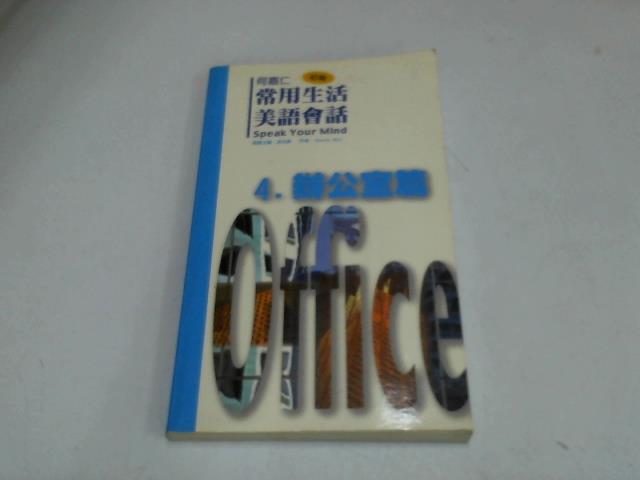 何嘉仁
常用生活
美語會話
Speak Your Mind
4. 辦公室篇
Office